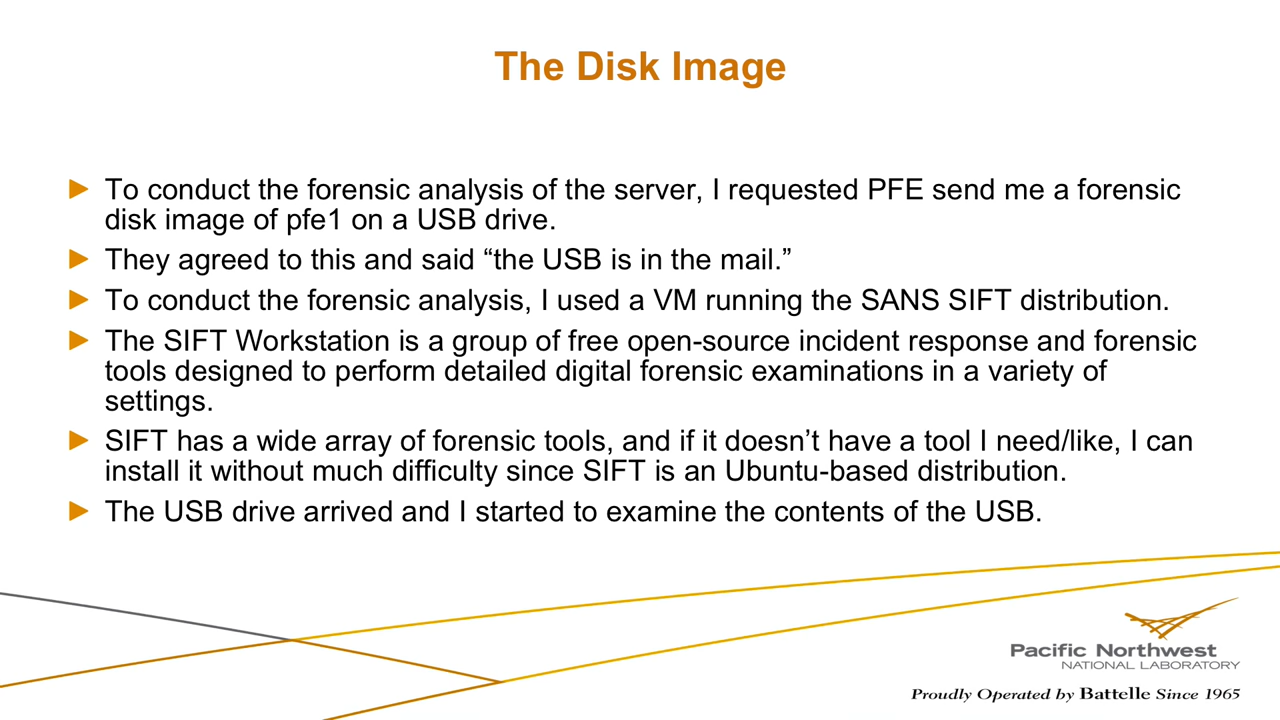 The Disk Image
To conduct the forensic analysis of the server, I requested PFE send me a forensic
disk image of pfe1 on a USB drive.
They agreed to this and said “the USB is in the mail.”
To conduct the forensic analysis, I used a VM running the SANS SIFT distribution.
The SIFT Workstation is a group of free open-source incident response and forensic
tools designed to perform detailed digital forensic examinations in a variety of
settings.
SIFT has a wide array of forensic tools, and if it doesn’t have a tool I need/like, I can
install it without much difficulty since SIFT is an Ubuntu-based distribution.
The USB drive arrived and I started to examine the contents of the USB.
Pacific Northwest
NATIONAL LABORATORY
Proudly Operated by Battelle Since 1965